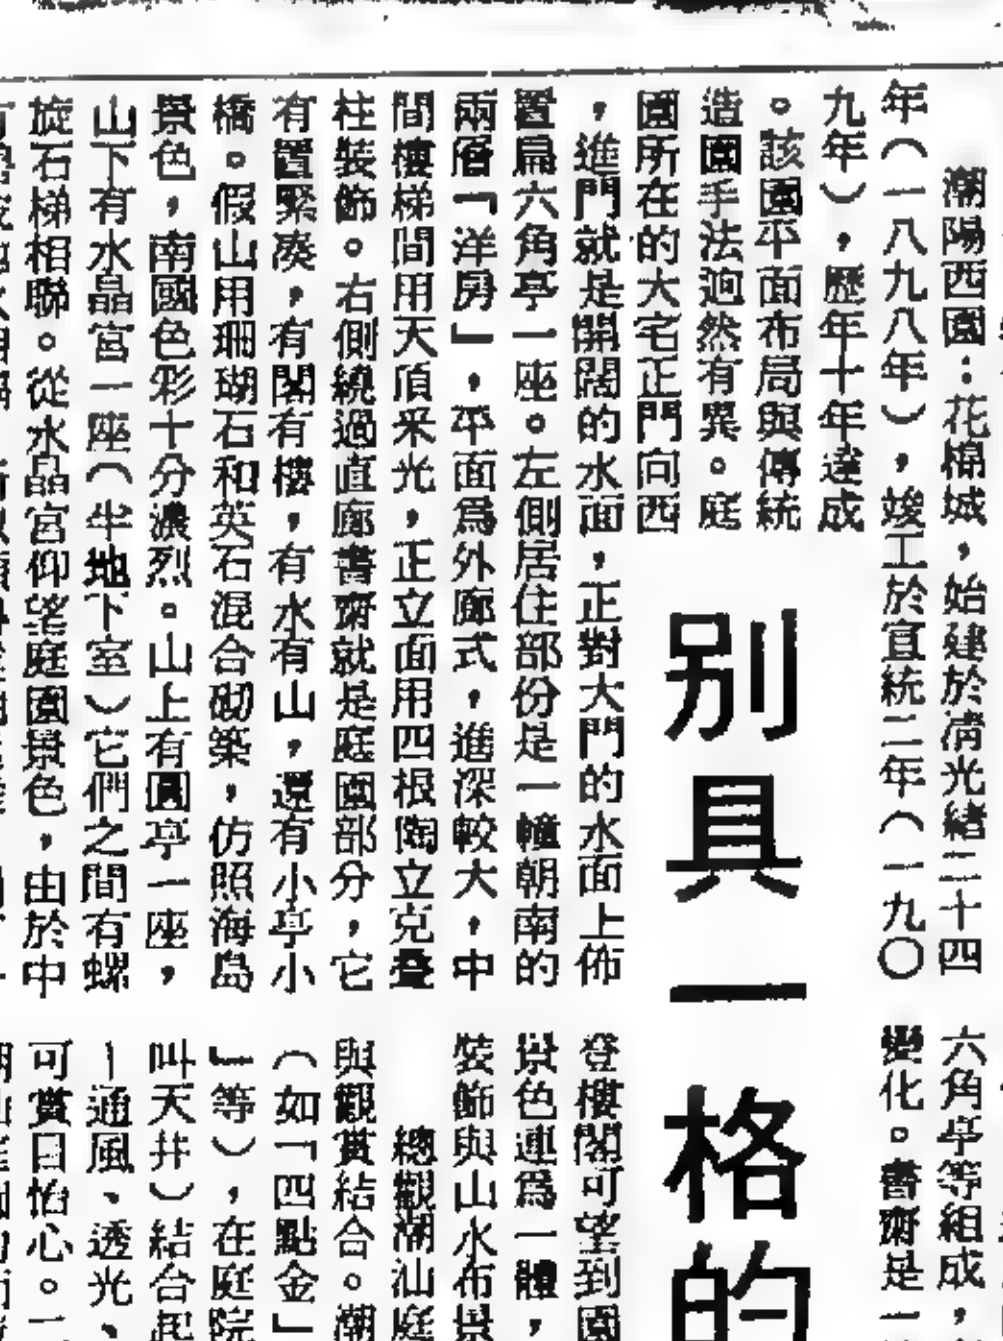 潮陽西園：花棉城，始建於淸光緒二十四
年（一八九八年），竣工於宣統二年（一九〇
九年），歷年十年達成
。該園平面布局與傳統
造園手法迥然有異。庭
園所在的大宅正門向西
，進門就是開闊的水面，正對大門的水面上佈
置扁六角亭一座。左側居住部份是一幢朝南的
兩層「洋房」，平面爲外廊式，進深較大，中
間樓梯間用天頂釆光，正立面用四根陶立克叠
柱裝飾。右側繞過直廊書齋就是庭園部分，它
有置緊凑，有閣有樓，有水有山，還有小亭小
橋。假山用珊瑚石和英石混合砌築，仿照海島
景色，南國色彩十分濃烈。山上有圓亭一座，
山下有水晶宮一座（半地下室）它們之間有螺
旋石梯相聯。從水晶宮仰望庭園景色，由於中
別具一格的
六角亭等組成，
變化。書齋是一
登樓閣可望到園
景色連爲一體，
裝飾與山水布景
總觀潮汕庭
與觀賞結合。潮
（如「四點金」
」等），在庭院
叫天井）結合起
－通風、透光、
可賞目怡心。二